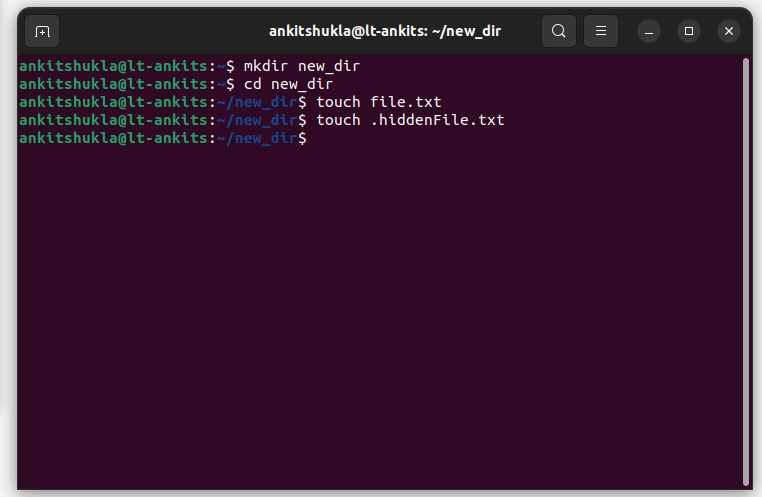 ankitshukla@lt-ankits: ~/new_dir
ankitshukla@lt-ankits:~$ mkdir new_dir
ankitshukla@lt-ankits:~$ cd new_dir
ankitshukla@lt-ankits:~/new_dir$ touch file.txt
ankitshukla@lt-ankits:~/new_dir$ touch .hiddenFile.txt
ankitshukla@lt-ankits:~/new_dir$